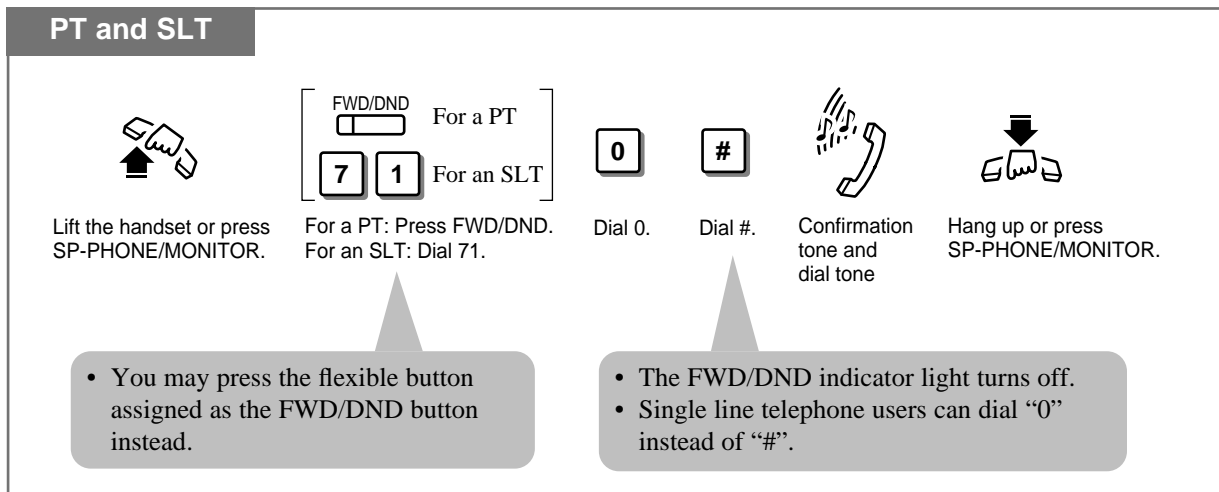 PT and SLT
FWD/DND
For a PT
7 1 For an SLT
0
#
Lift the handset or press
SP-PHONE/MONITOR.
For a PT: Press FWD/DND.
For an SLT: Dial 71.
Dial 0.
Dial #.
Confirmation
tone and
dial tone
Hang up or press
SP-PHONE/MONITOR.
• You may press the flexible button
assigned as the FWD/DND button
instead.
• The FWD/DND indicator light turns off.
• Single line telephone users can dial “0”
instead of “#”.